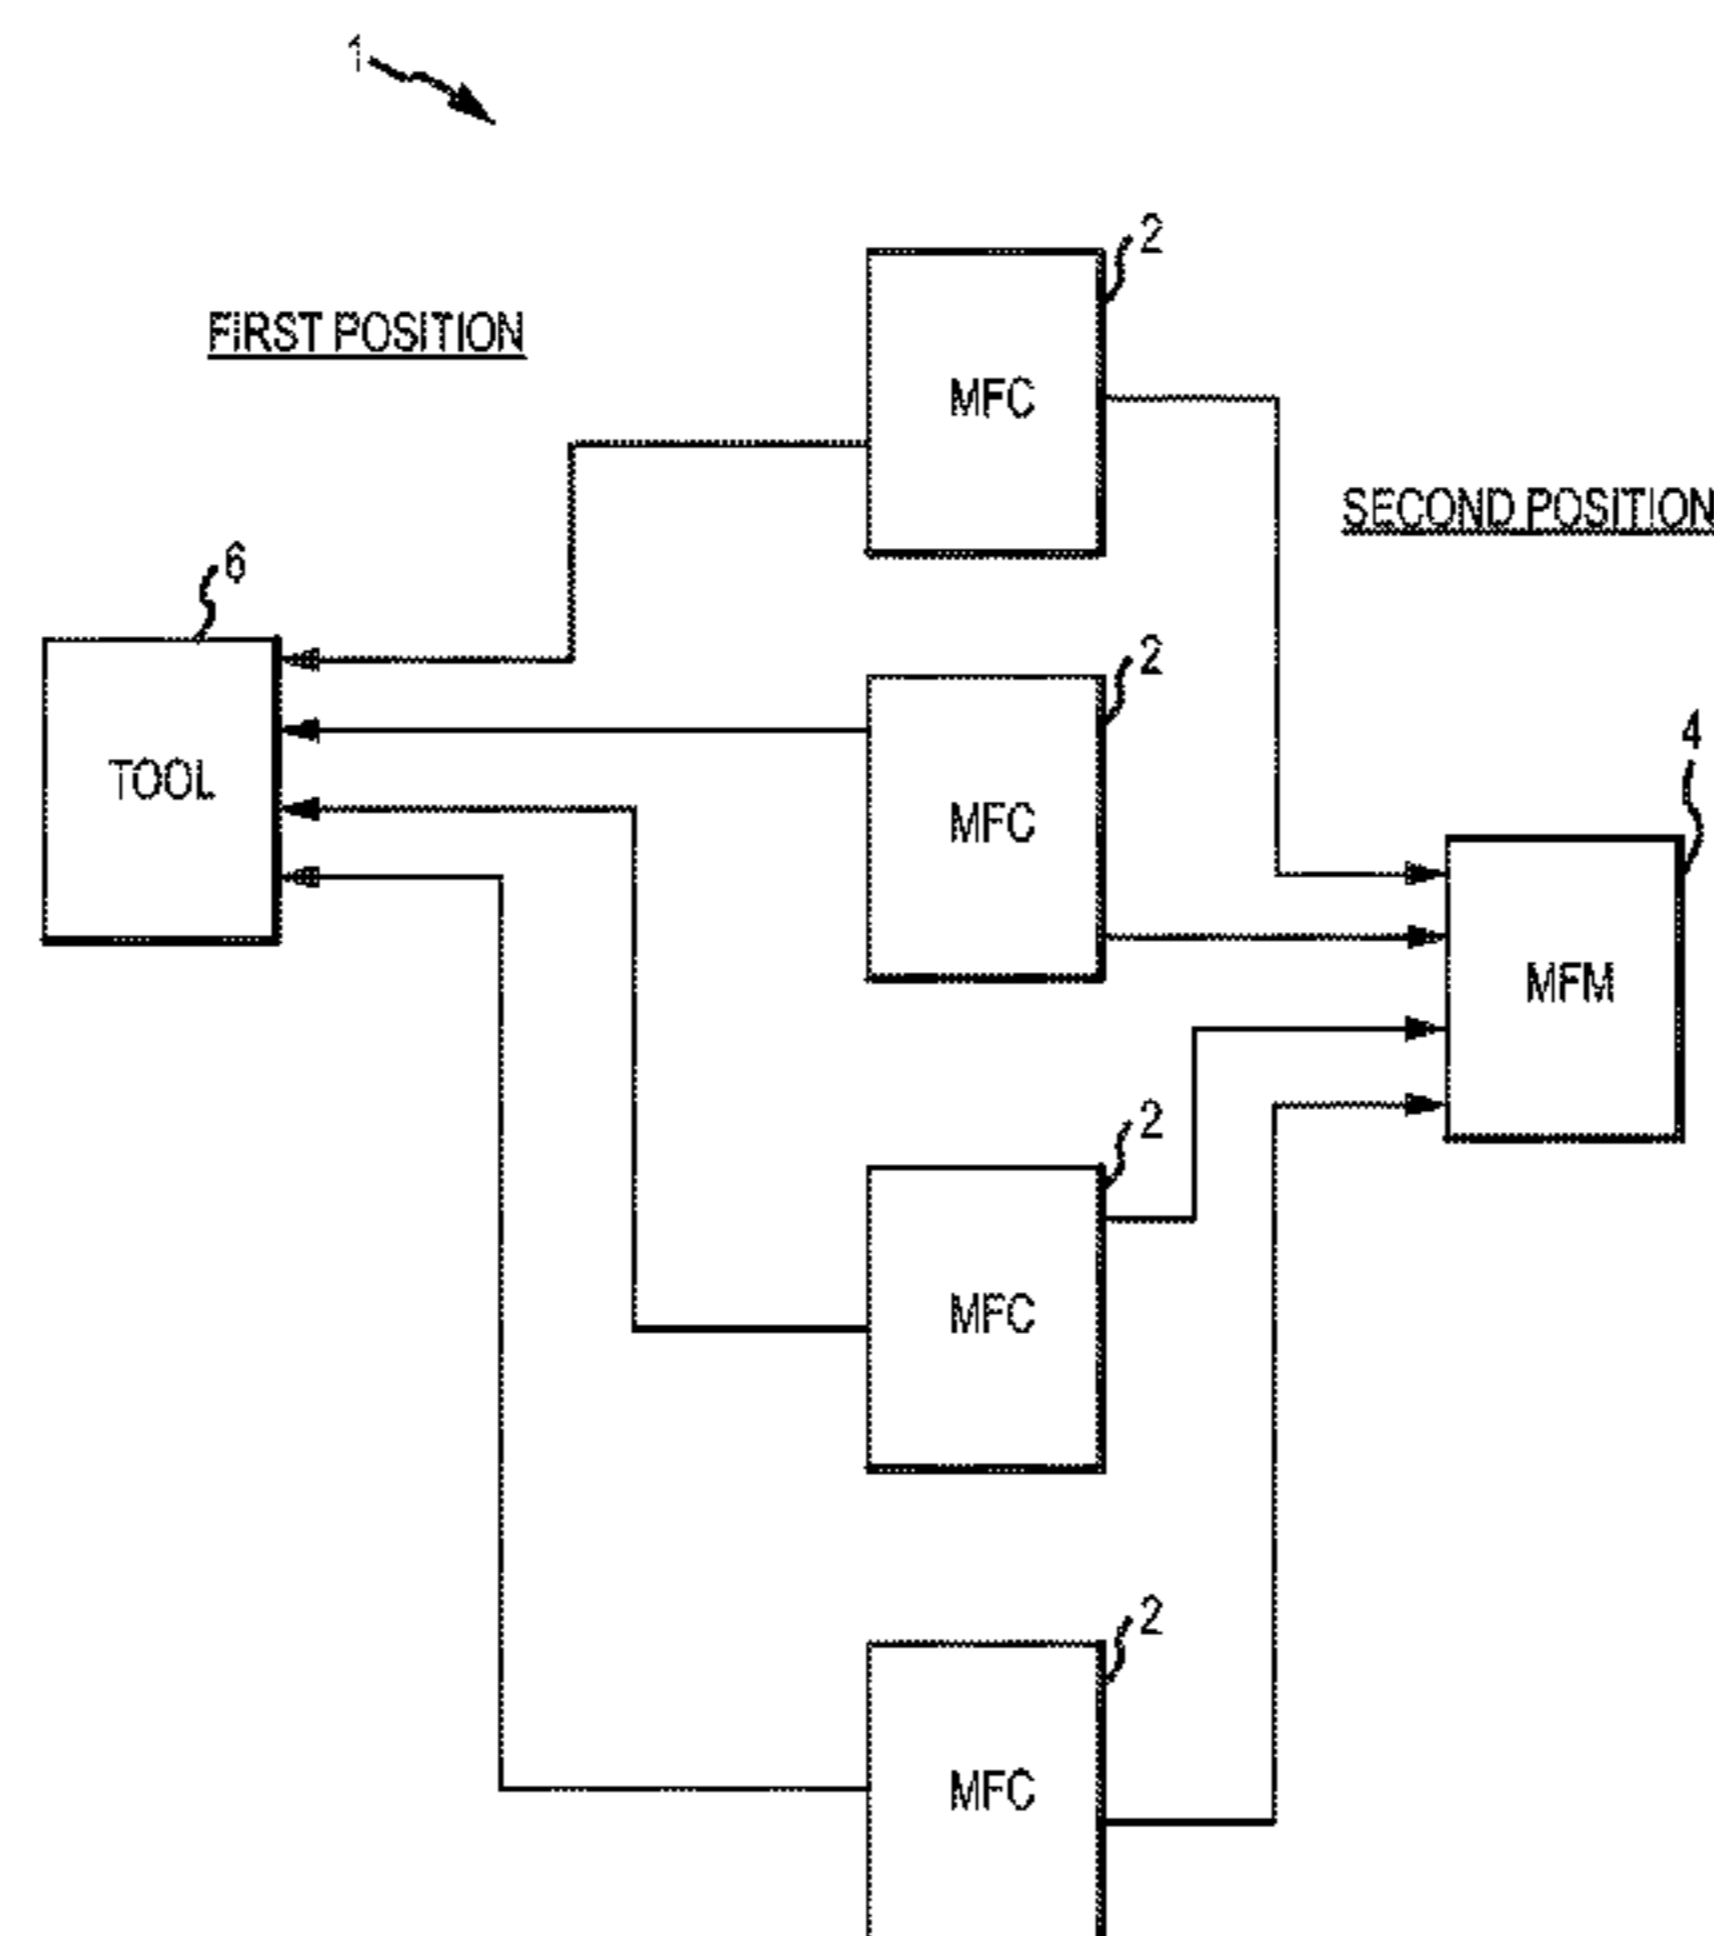 1
2
FIRST POSITION
MFC
SECOND POSITION
6
2
4
TOOL
MFC
MFM
2
MFC
2
MFC